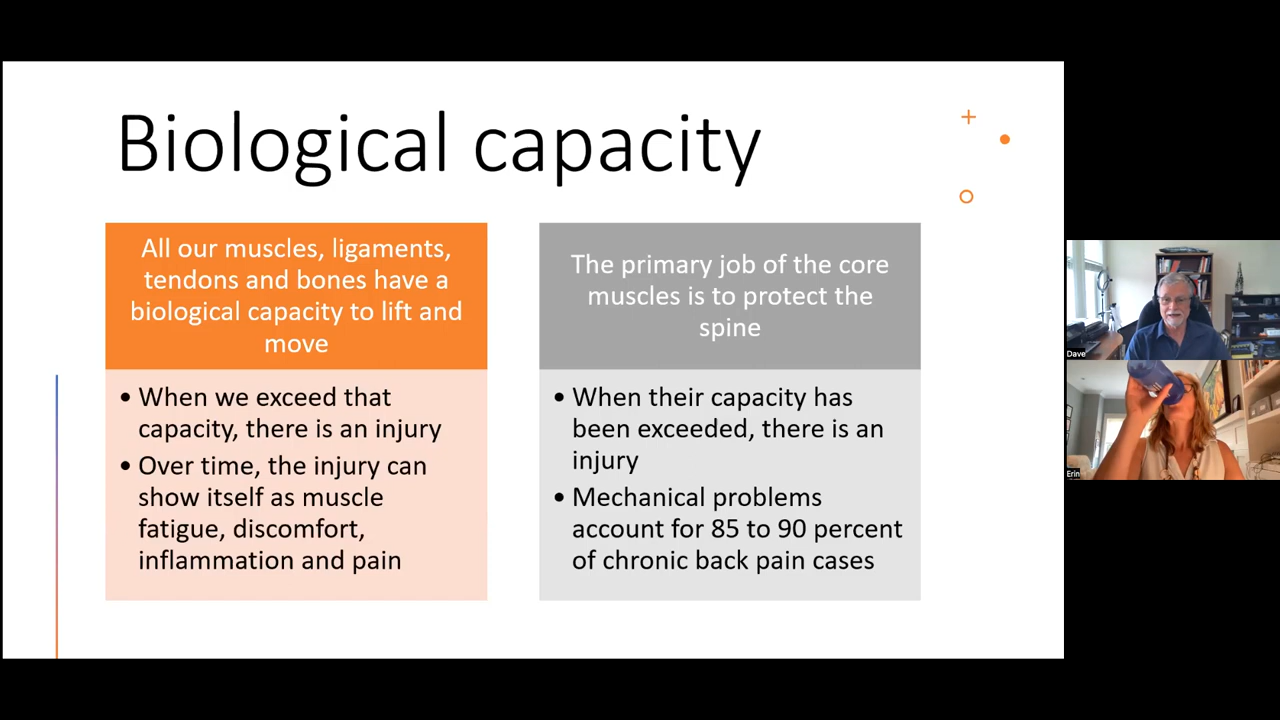 Biological capacity
All our muscles, ligaments,
tendons and bones have a
biological capacity to lift and
move
• When we exceed that
capacity, there is an injury
• Over time, the injury can
show itself as muscle
fatigue, discomfort,
inflammation and pain
The primary job of the core
muscles is to protect the
spine
• When their capacity has
been exceeded, there is an
injury
• Mechanical problems
account for 85 to 90 percent
of chronic back pain cases
Dave
Erin